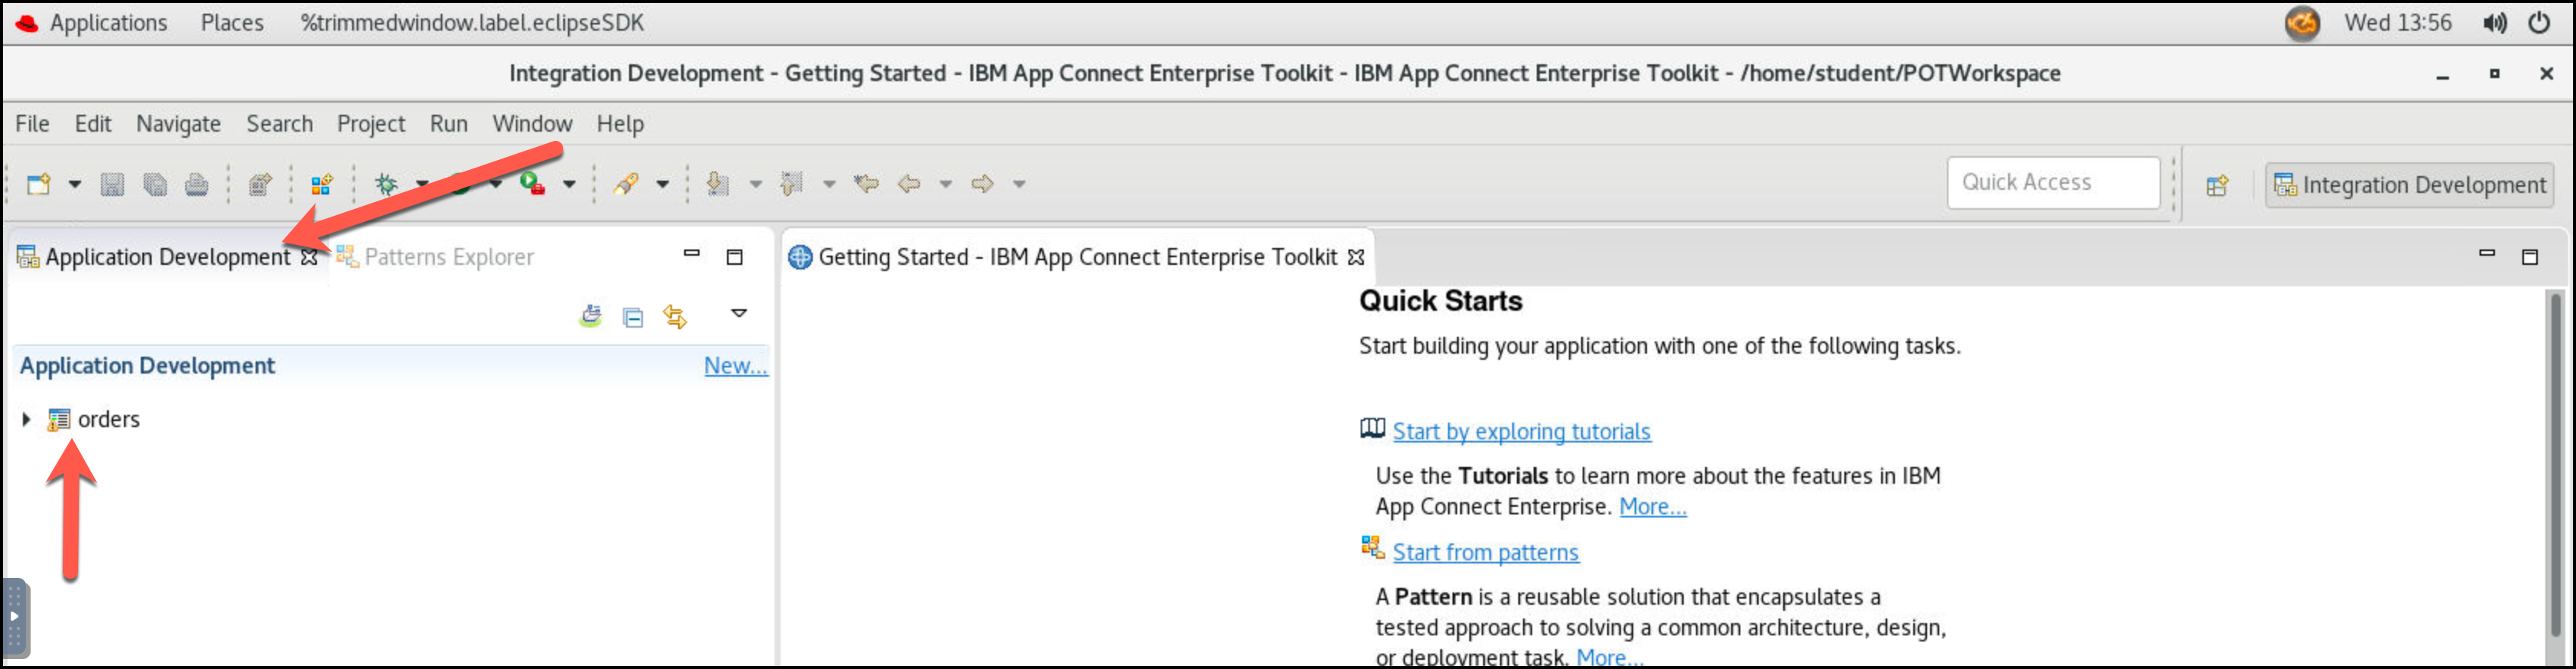 Applications Places %trimmedwindow.label.eclipseSDK Wed 13:56
Integration Development - Getting Started - IBM App Connect Enterprise Toolkit - IBM App Connect Enterprise Toolkit - /home/student/POTWorkspace
File Edit Navigate Search Project Run Window Help
Quick Access Integration Development
Application Development Patterns Explorer
Application Development New...
orders
Getting Started - IBM App Connect Enterprise Toolkit
Quick Starts
Start building your application with one of the following tasks.
Start by exploring tutorials
Use the Tutorials to learn more about the features in IBM
App Connect Enterprise. More...
Start from patterns
A Pattern is a reusable solution that encapsulates a
tested approach to solving a common architecture, design,
or deployment task. More...